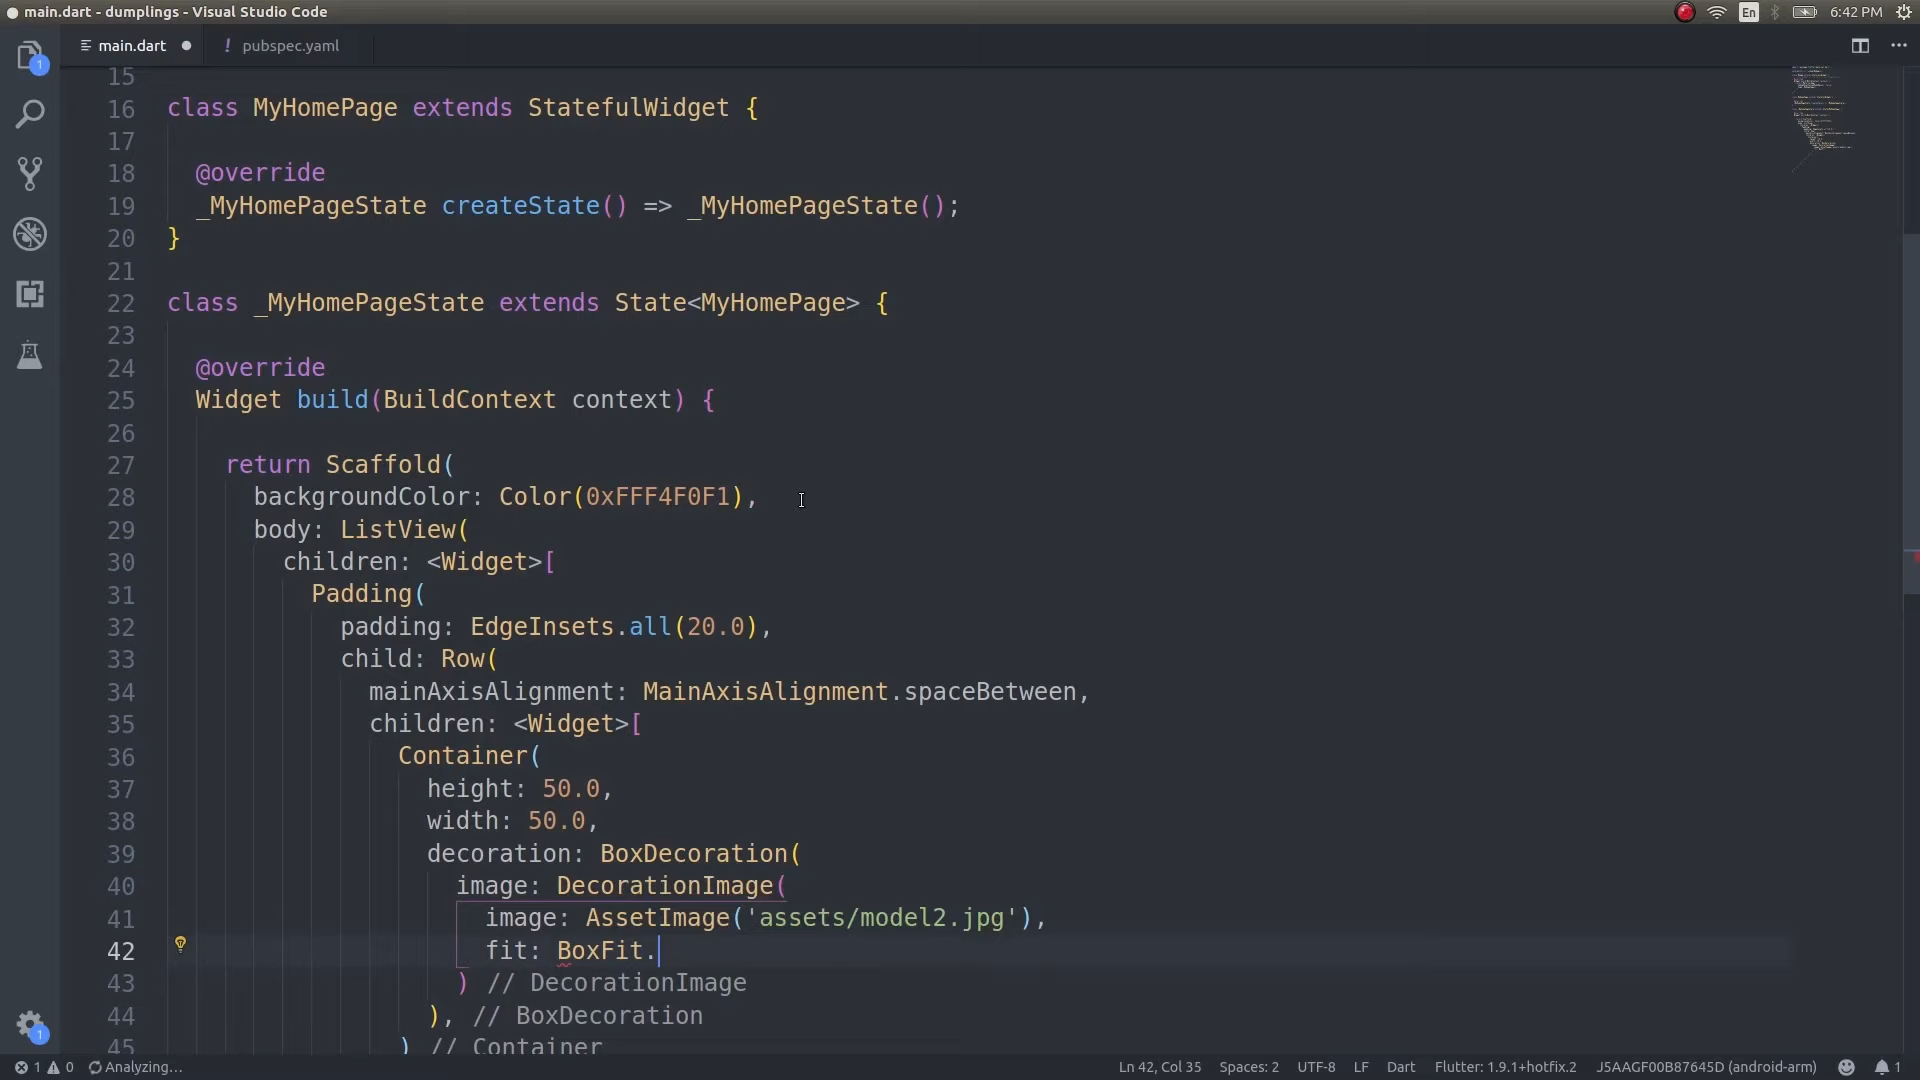 main.dart - dumplings - Visual Studio Code
En
6:42 PM
main.dart
! pubspec.yaml
1
15
16 class MyHomePage extends StatefulWidget {
17
18 @override
19 _MyHomePageState createState() => _MyHomePageState();
20 }
21
22 class _MyHomePageState extends State<MyHomePage> {
23
24 @override
25 Widget build(BuildContext context) {
26
27 return Scaffold(
28 backgroundColor: Color(0xFFF4F0F1),
29 body: ListView(
30 children: <Widget>[
31 Padding(
32 padding: EdgeInsets.all(20.0),
33 child: Row(
34 mainAxisAlignment: MainAxisAlignment.spaceBetween,
35 children: <Widget>[
36 Container(
37 height: 50.0,
38 width: 50.0,
39 decoration: BoxDecoration(
40 image: DecorationImage(
41 image: AssetImage('assets/model2.jpg'),
42 fit: BoxFit.
43 ) // DecorationImage
44 ), // BoxDecoration
45 ) // Container
1
1 0 Analyzing… Ln 42, Col 35 Spaces: 2 UTF-8 LF Dart Flutter: 1.9.1+hotfix.2 J5AAGF00B87645D (android-arm) 1